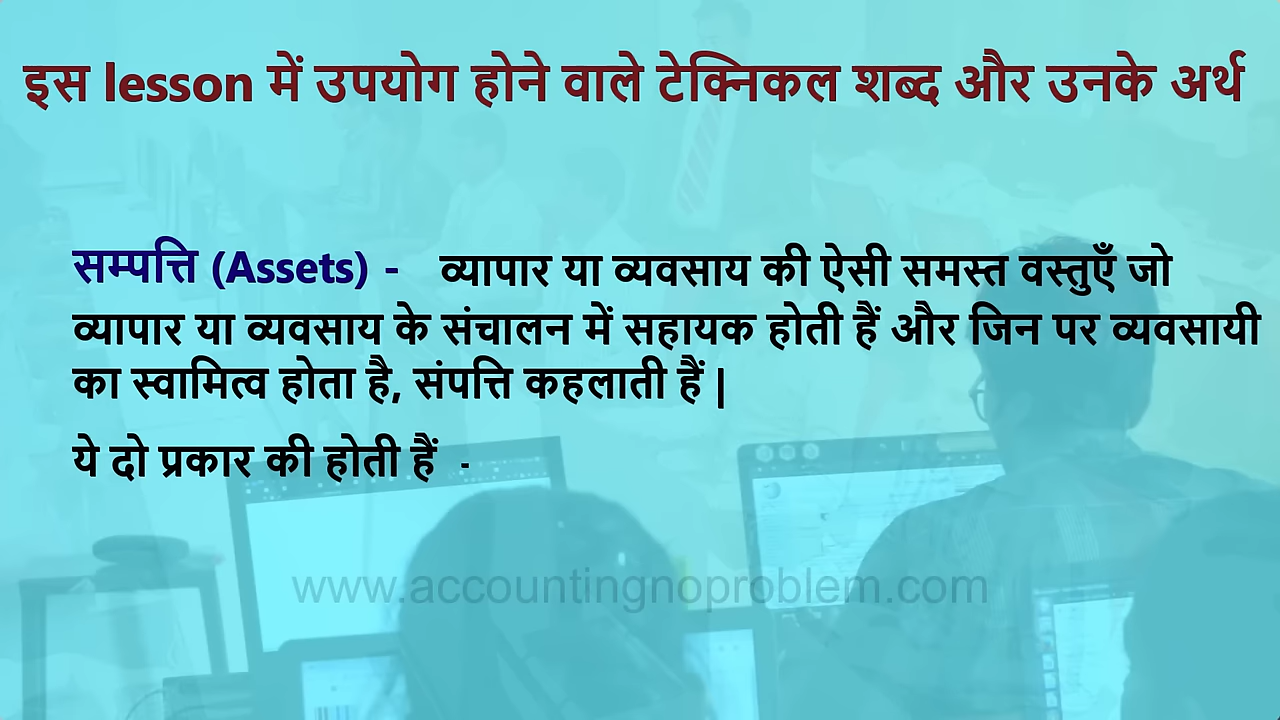 इस lesson में उपयोग होने वाले टेक्निकल शब्द और उनके अर्थ
सम्पत्ति (Assets) - व्यापार या व्यवसाय की ऐसी समस्त वस्तुएँ जो
व्यापार या व्यवसाय के संचालन में सहायक होती हैं और जिन पर व्यवसायी
का स्वामित्व होता है, संपत्ति कहलाती हैं |
ये दो प्रकार की होती हैं -
www.accountingnoproblem.com